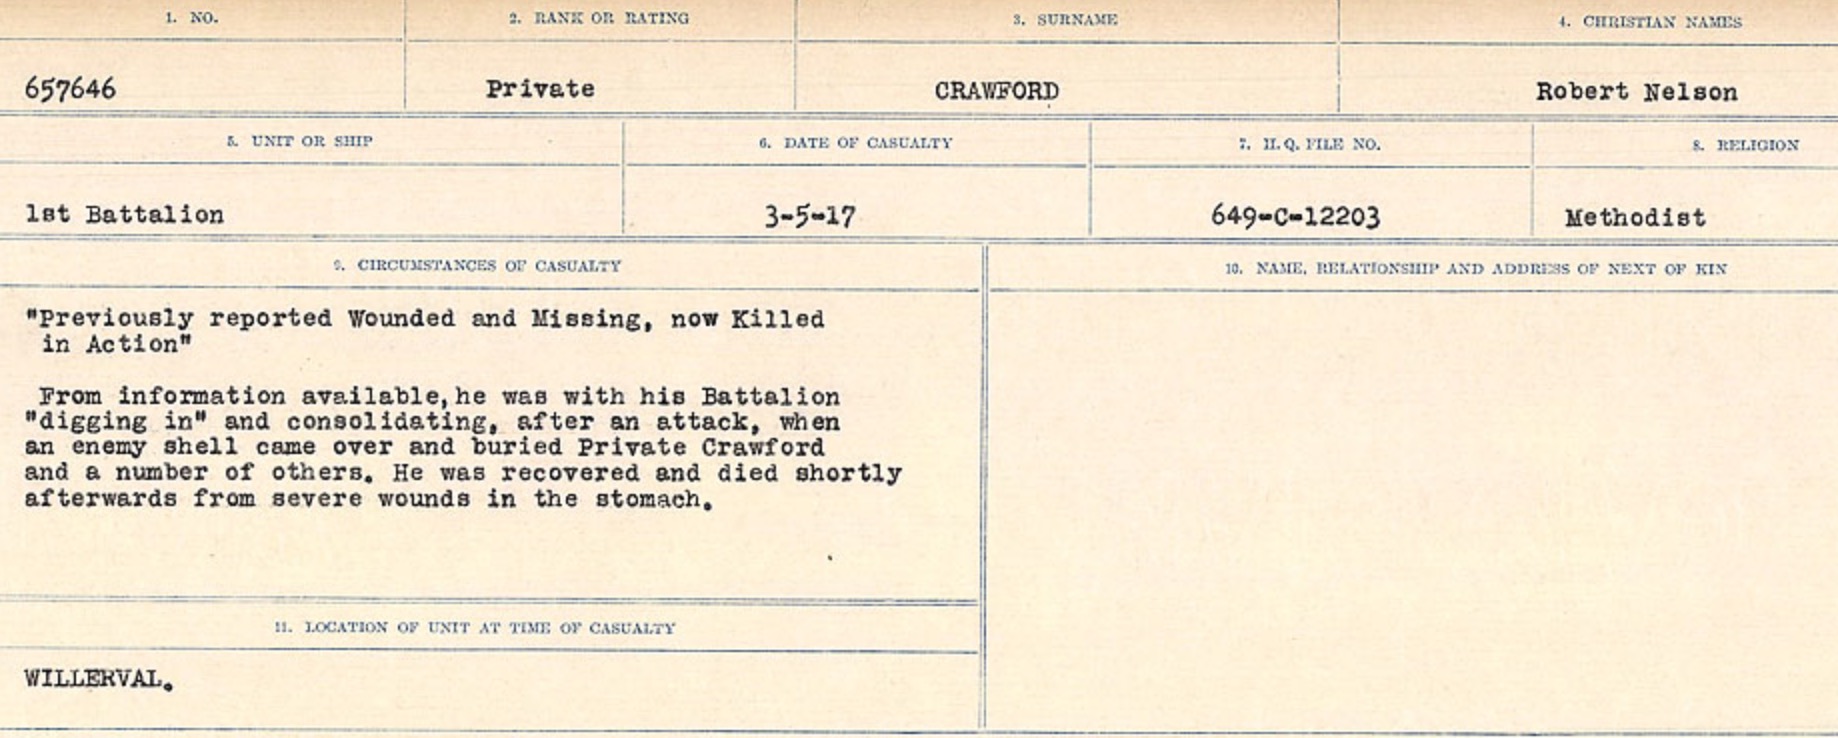 1. NO. 2. RANK OR RATING 3. SURNAME 4. CHRISTIAN NAMES
657646 Private CRAWFORD Robert Nelson
5. UNIT OR SHIP 6. DATE OF CASUALTY 7. H.Q. FILE NO. 8. RELIGION
1st Battalion 3-5-17 649-C-12203 Methodist
9. CIRCUMSTANCES OF CASUALTY 10. NAME, RELATIONSHIP AND ADDRESS OF NEXT OF KIN
"Previously reported Wounded and Missing, now Killed
in Action"
From information available,he was with his Battalion
"digging in" and consolidating, after an attack, when
an enemy shell came over and buried Private Crawford
and a number of others. He was recovered and died shortly
afterwards from severe wounds in the stomach.
11. LOCATION OF UNIT AT TIME OF CASUALTY
WILLERVAL.